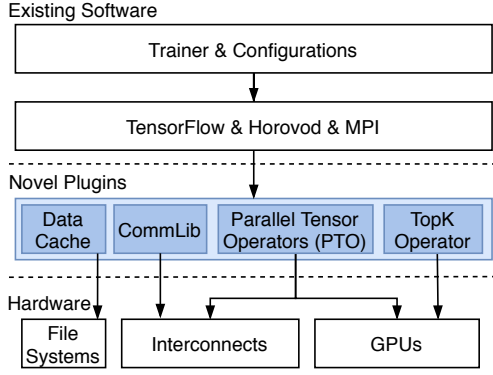 Existing Software
Trainer & Configurations
TensorFlow & Horovod & MPI
Novel Plugins
Data
Cache
CommLib
Parallel Tensor
Operators (PTO)
TopK
Operator
Hardware
File
Systems
Interconnects
GPUs